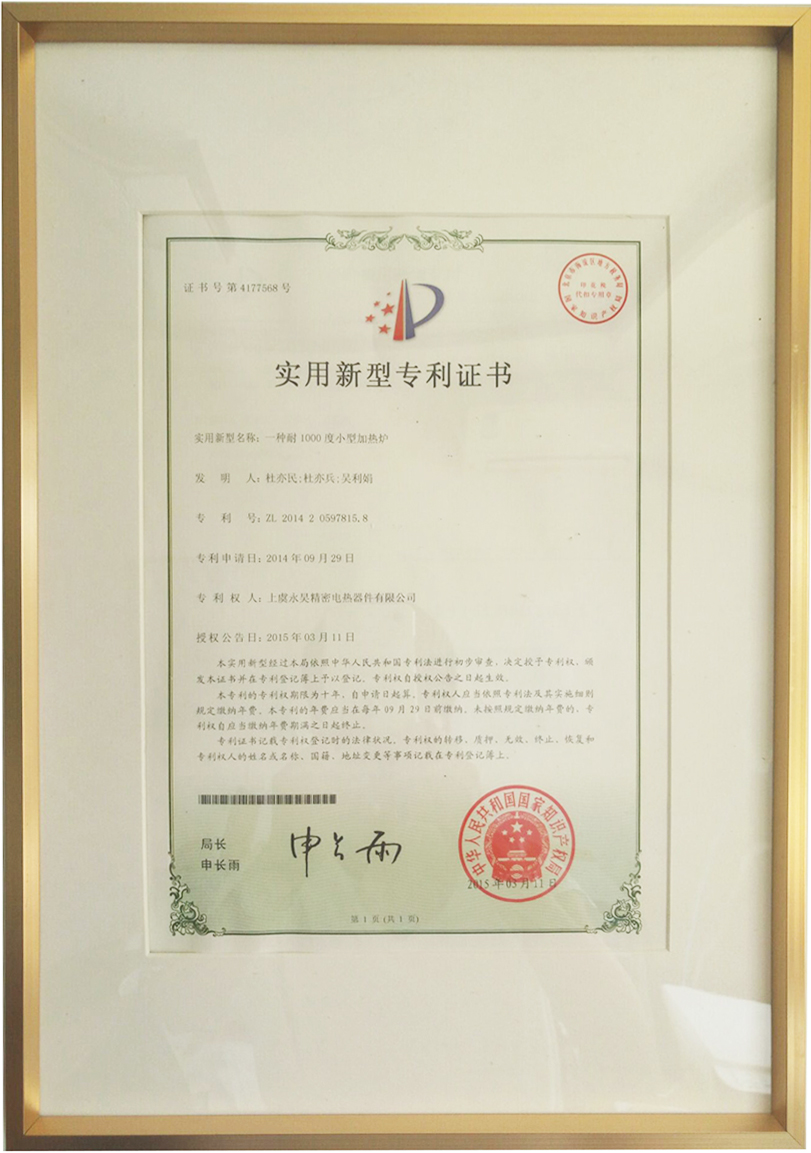 证书号第4177568号
实用新型专利证书
实用新型名称：一种耐1000度小型加热炉
发 明 人：杜亦民;杜亦兵;吴利娟
专 利 号：ZL 2014 2 0597815.8
专利申请日：2014年09月29日
专 利 权 人：上虞永昊精密电热器件有限公司
授权公告日：2015年03月11日
本实用新型经过本局依照中华人民共和国专利法进行初步审查，决定授予专利权，颁
发本证书并在专利登记簿上予以登记。专利权自授权公告之日起生效。
本专利的专利权期限为十年，自申请日起算。专利权人应当依照专利法及其实施细则
规定缴纳年费。本专利的年费应当在每年09月29日前缴纳。未按照规定缴纳年费的，专
利权自应当缴纳年费期满之日起终止。
专利证书记载专利权登记时的法律状况。专利权的转移、质押、无效、终止、恢复和
专利权人的姓名或名称、国籍、地址变更等事项记载在专利登记簿上。
局长
申长雨
申长雨
中华人民共和国国家知识产权局
2015年03月11日
第1页(共1页)